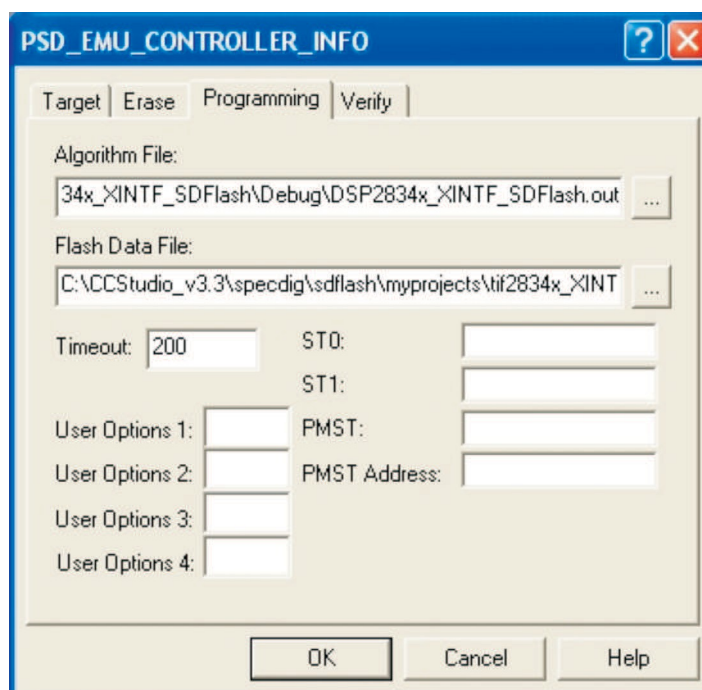 PSD_EMU_CONTROLLER_INFO
? X
Target Erase Programming Verify
Algorithm File:
34x_XINTF_SDFlash\Debug\DSP2834x_XINTF_SDFlash.out ...
Flash Data File:
C:\CCStudio_v3.3\specdig\sdflash\myprojects\tif2834x_XINT ...
Timeout: 200 ST0:
ST1:
User Options 1: PMST:
User Options 2: PMST Address:
User Options 3:
User Options 4:
OK Cancel Help